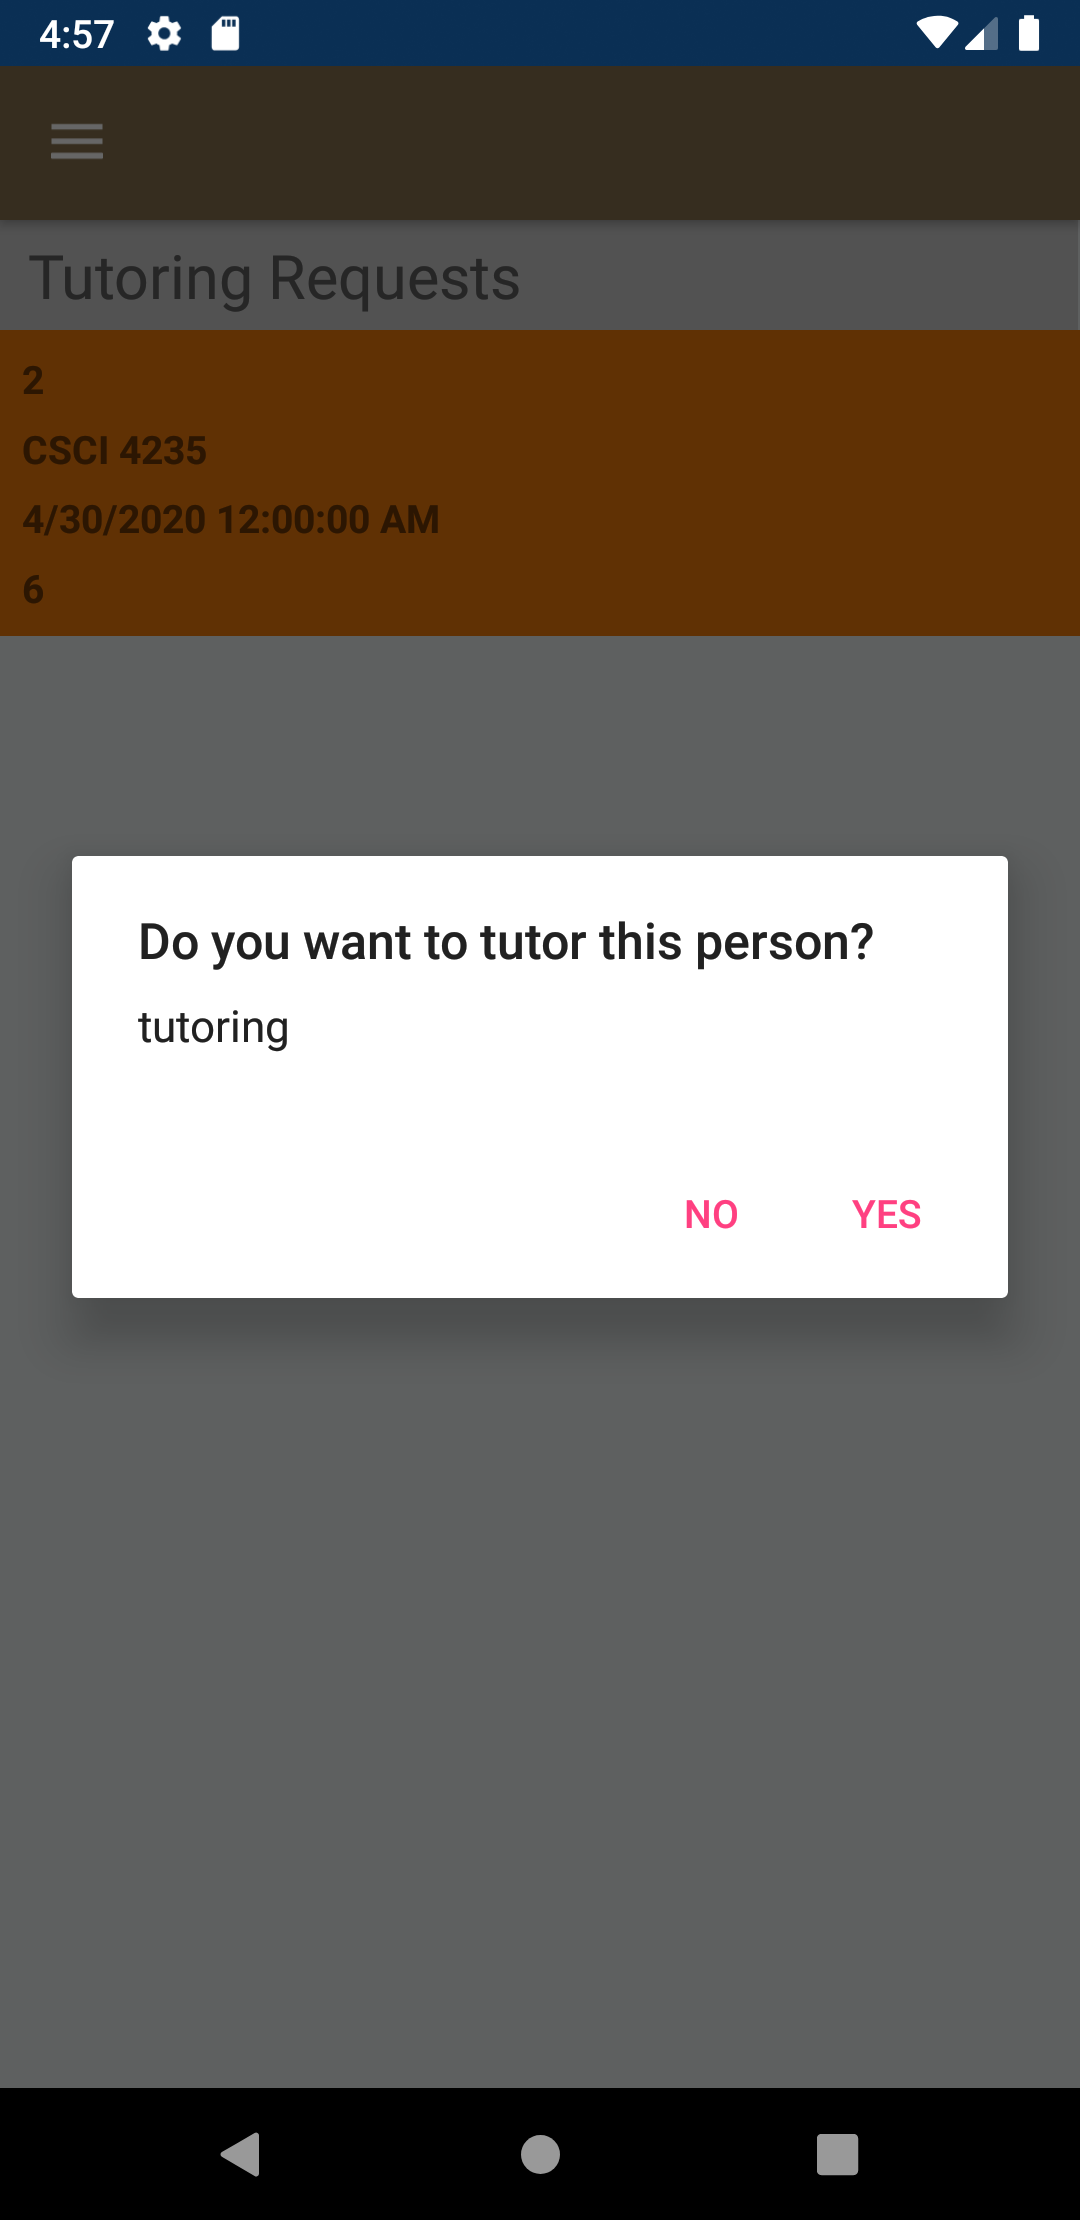 4:57
Tutoring Requests
2
CSCI 4235
4/30/2020 12:00:00 AM
6
Do you want to tutor this person?
tutoring
NO YES